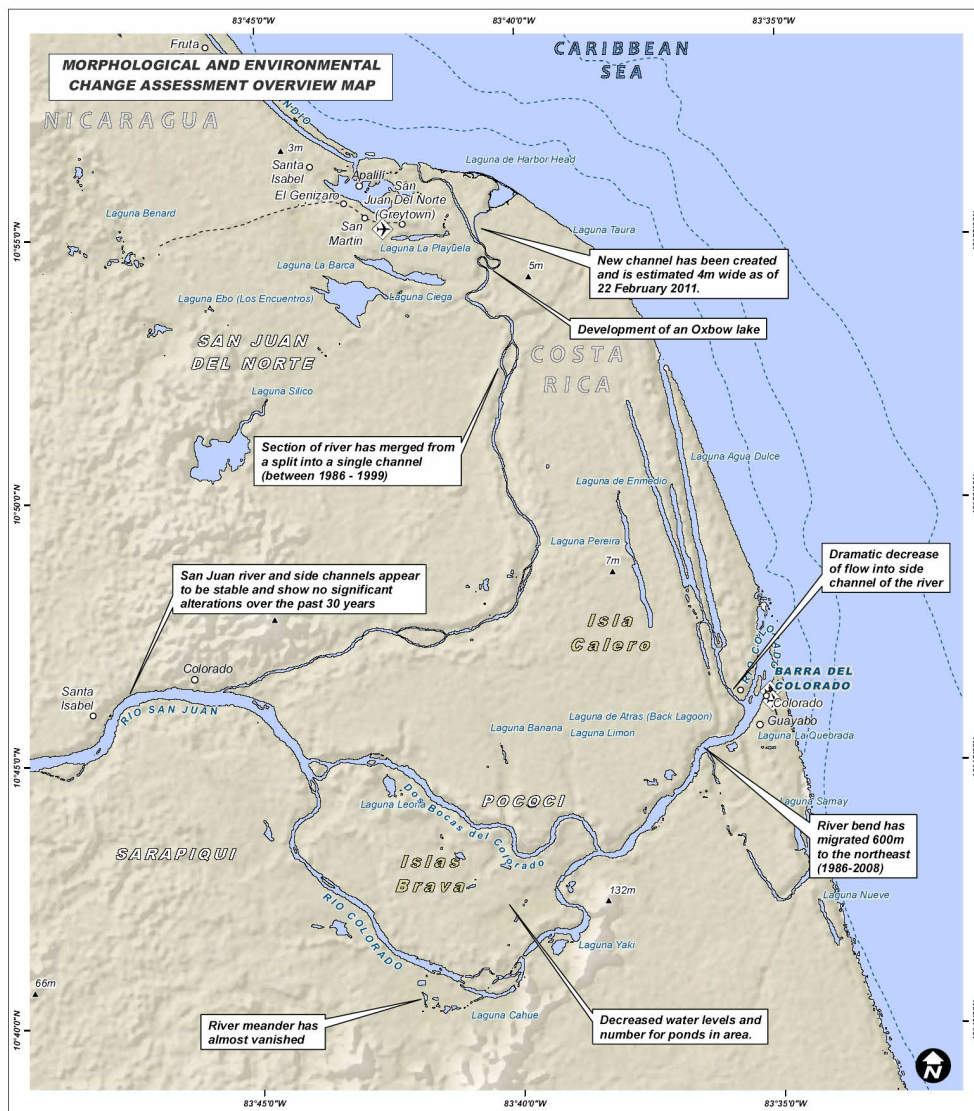 83°45'0"W
83°40'0"W
83°35'0"W
Fruta
MORPHOLOGICAL AND ENVIRONMENTAL
CHANGE ASSESSMENT OVERVIEW MAP
CARIBBEAN
SEA
NICARAGUA
INDIO
3m
Santa
Isabel
Apalilí
San
Juan Del Norte
(Greytown)
El Genizaro
San
Martin
Laguna de Harbor Head
Laguna Benard
Laguna Taura
10°55'0"N
Laguna La Playuela
New channel has been created
and is estimated 4m wide as of
22 February 2011.
Laguna La Barca
5m
Laguna Ebo (Los Encuentros)
Laguna Ciega
Development of an Oxbow lake
SAN JUAN
DEL NORTE
COSTA
RICA
Laguna Silico
Section of river has merged from
a split into a single channel
(between 1986 - 1999)
Laguna Agua Dulce
Laguna de Enmedio
10°50'0"N
Laguna Pereira
7m
Dramatic decrease
of flow into side
channel of the river
San Juan river and side channels appear
to be stable and show no significant
alterations over the past 30 years
Isla
Calero
RIO COLORADO
Colorado
BARRA DEL
COLORADO
Santa
Isabel
RIO SAN JUAN
Colorado
Laguna de Atras (Back Lagoon)
Guayabo
Laguna Banana
Laguna Limon
Laguna La Quebrada
10°45'0"N
Laguna Leona
Dos Bocas del Colorado
POCOCI
Laguna Samay
River bend has
migrated 600m
to the northeast
(1986-2008)
SARAPIQUI
Islas
Brava
132m
Laguna Nueve
RIO COLORADO
Laguna Yaki
66m
River meander has
almost vanished
Laguna Cahue
Decreased water levels and
number for ponds in area.
10°40'0"N
N
83°45'0"W
83°40'0"W
83°35'0"W